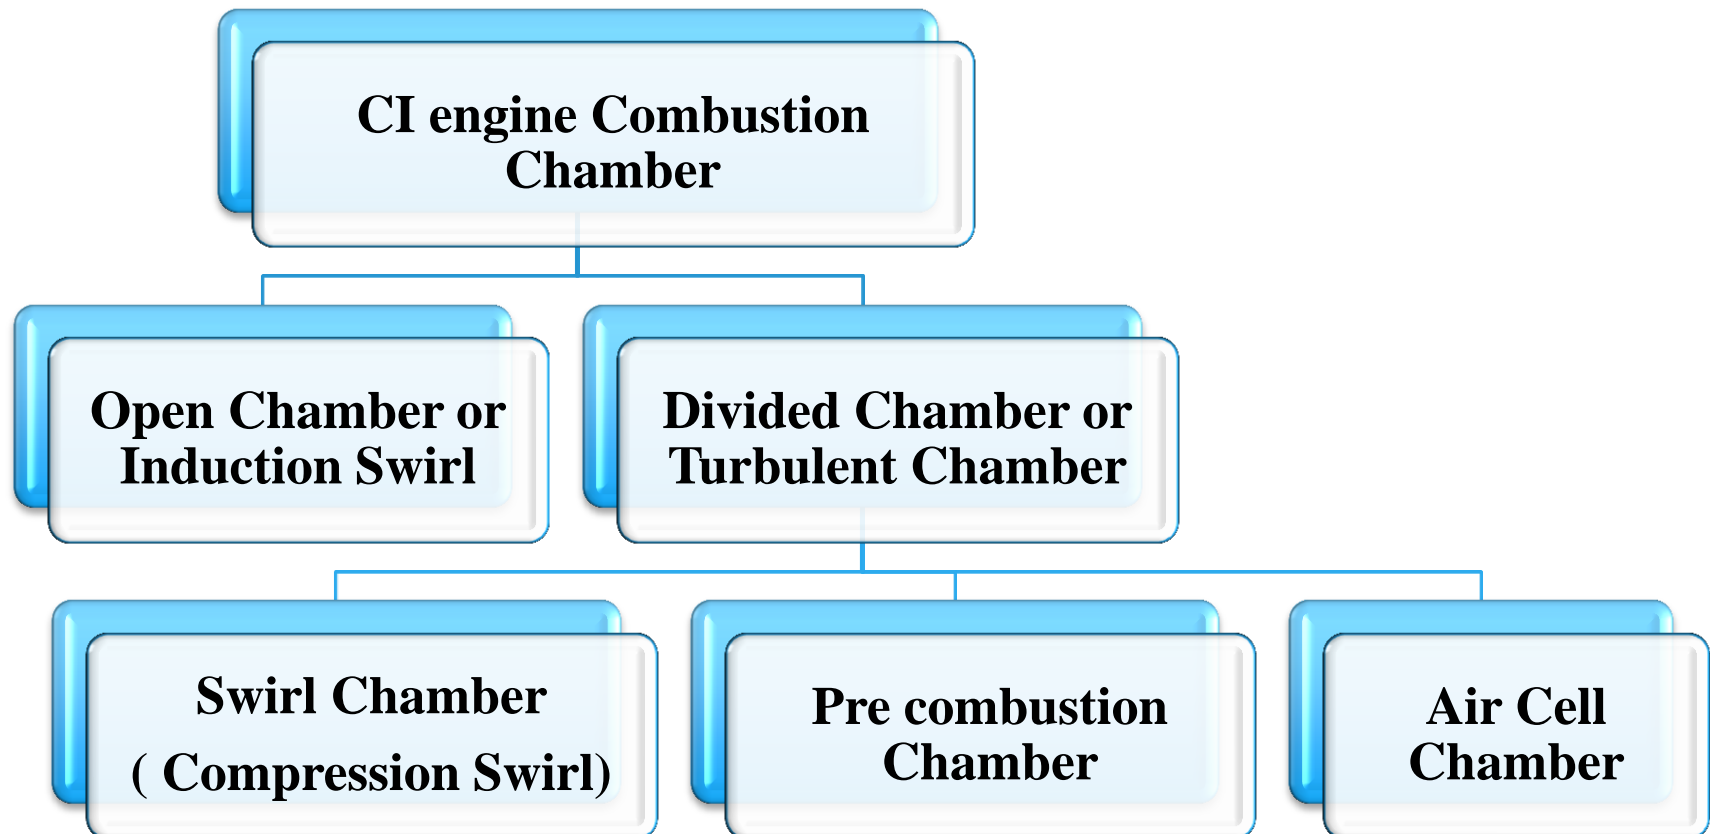 CI engine Combustion
Chamber
Open Chamber or
Induction Swirl
Divided Chamber or
Turbulent Chamber
Swirl Chamber
( Compression Swirl)
Pre combustion
Chamber
Air Cell
Chamber